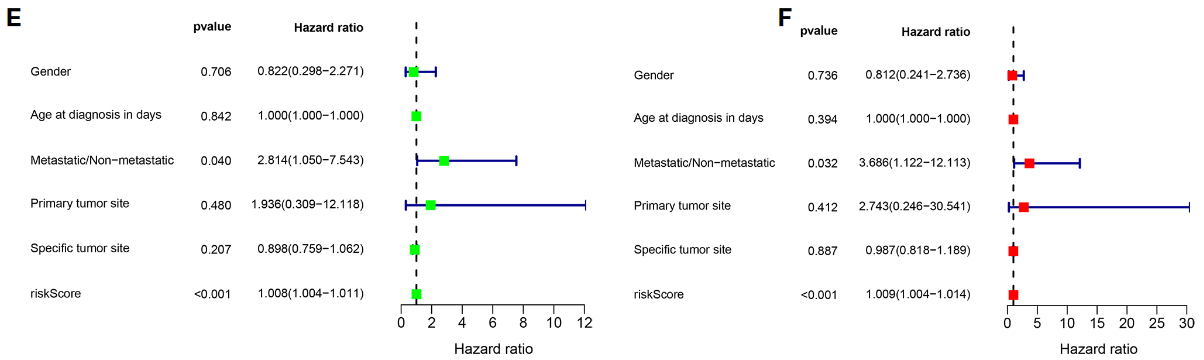 E
pvalue Hazard ratio
Gender 0.706 0.822(0.298−2.271)
Age at diagnosis in days 0.842 1.000(1.000−1.000)
Metastatic/Non−metastatic 0.040 2.814(1.050−7.543)
Primary tumor site 0.480 1.936(0.309−12.118)
Specific tumor site 0.207 0.898(0.759−1.062)
riskScore <0.001 1.008(1.004−1.011)
0 2 4 6 8 10 12
Hazard ratio
F
pvalue Hazard ratio
Gender 0.736 0.812(0.241−2.736)
Age at diagnosis in days 0.394 1.000(1.000−1.000)
Metastatic/Non−metastatic 0.032 3.686(1.122−12.113)
Primary tumor site 0.412 2.743(0.246−30.541)
Specific tumor site 0.887 0.987(0.818−1.189)
riskScore <0.001 1.009(1.004−1.014)
0 5 10 15 20 25 30
Hazard ratio